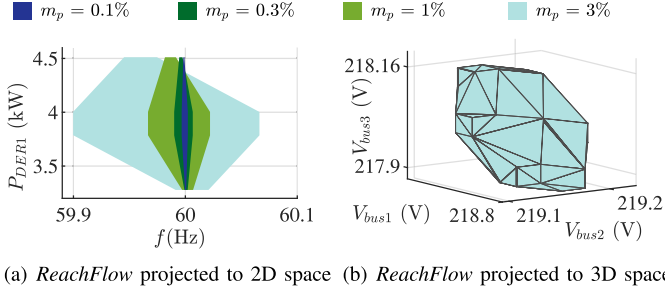 m_p = 0.1% m_p = 0.3% m_p = 1% m_p = 3%
P_DER1 (kW)
4.5
4
3.5
59.9 60 60.1
f(Hz)
V_bus3 (V)
218.16
217.9
V_bus1 (V) 218.8 219.1 V_bus2 (V) 219.2
(a) ReachFlow projected to 2D space (b) ReachFlow projected to 3D space